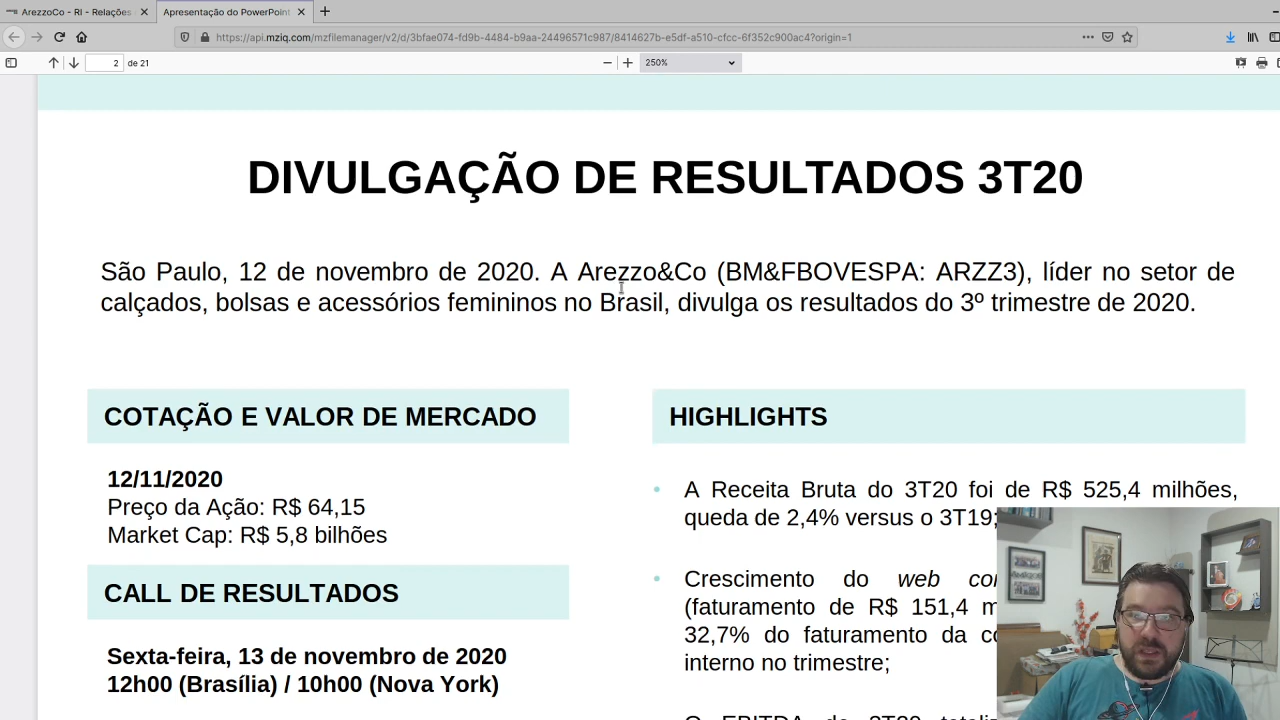 ArezzoCo - RI - Relações
Apresentação do PowerPoint
https://api.mziq.com/mzfilemanager/v2/d/3bfae074-fd9b-4484-b9aa-24496571c987/8414627b-e5df-a510-cfcc-6f352c900ac4?origin=1
2 de 21
250%
DIVULGAÇÃO DE RESULTADOS 3T20
São Paulo, 12 de novembro de 2020. A Arezzo&Co (BM&FBOVESPA: ARZZ3), líder no setor de
calçados, bolsas e acessórios femininos no Brasil, divulga os resultados do 3º trimestre de 2020.
COTAÇÃO E VALOR DE MERCADO
12/11/2020
Preço da Ação: R$ 64,15
Market Cap: R$ 5,8 bilhões
CALL DE RESULTADOS
Sexta-feira, 13 de novembro de 2020
12h00 (Brasília) / 10h00 (Nova York)
HIGHLIGHTS
• A Receita Bruta do 3T20 foi de R$ 525,4 milhões,
queda de 2,4% versus o 3T19;
• Crescimento do web
(faturamento de R$ 151,4
32,7% do faturamento da
interno no trimestre;
O EBITDA do 3T20